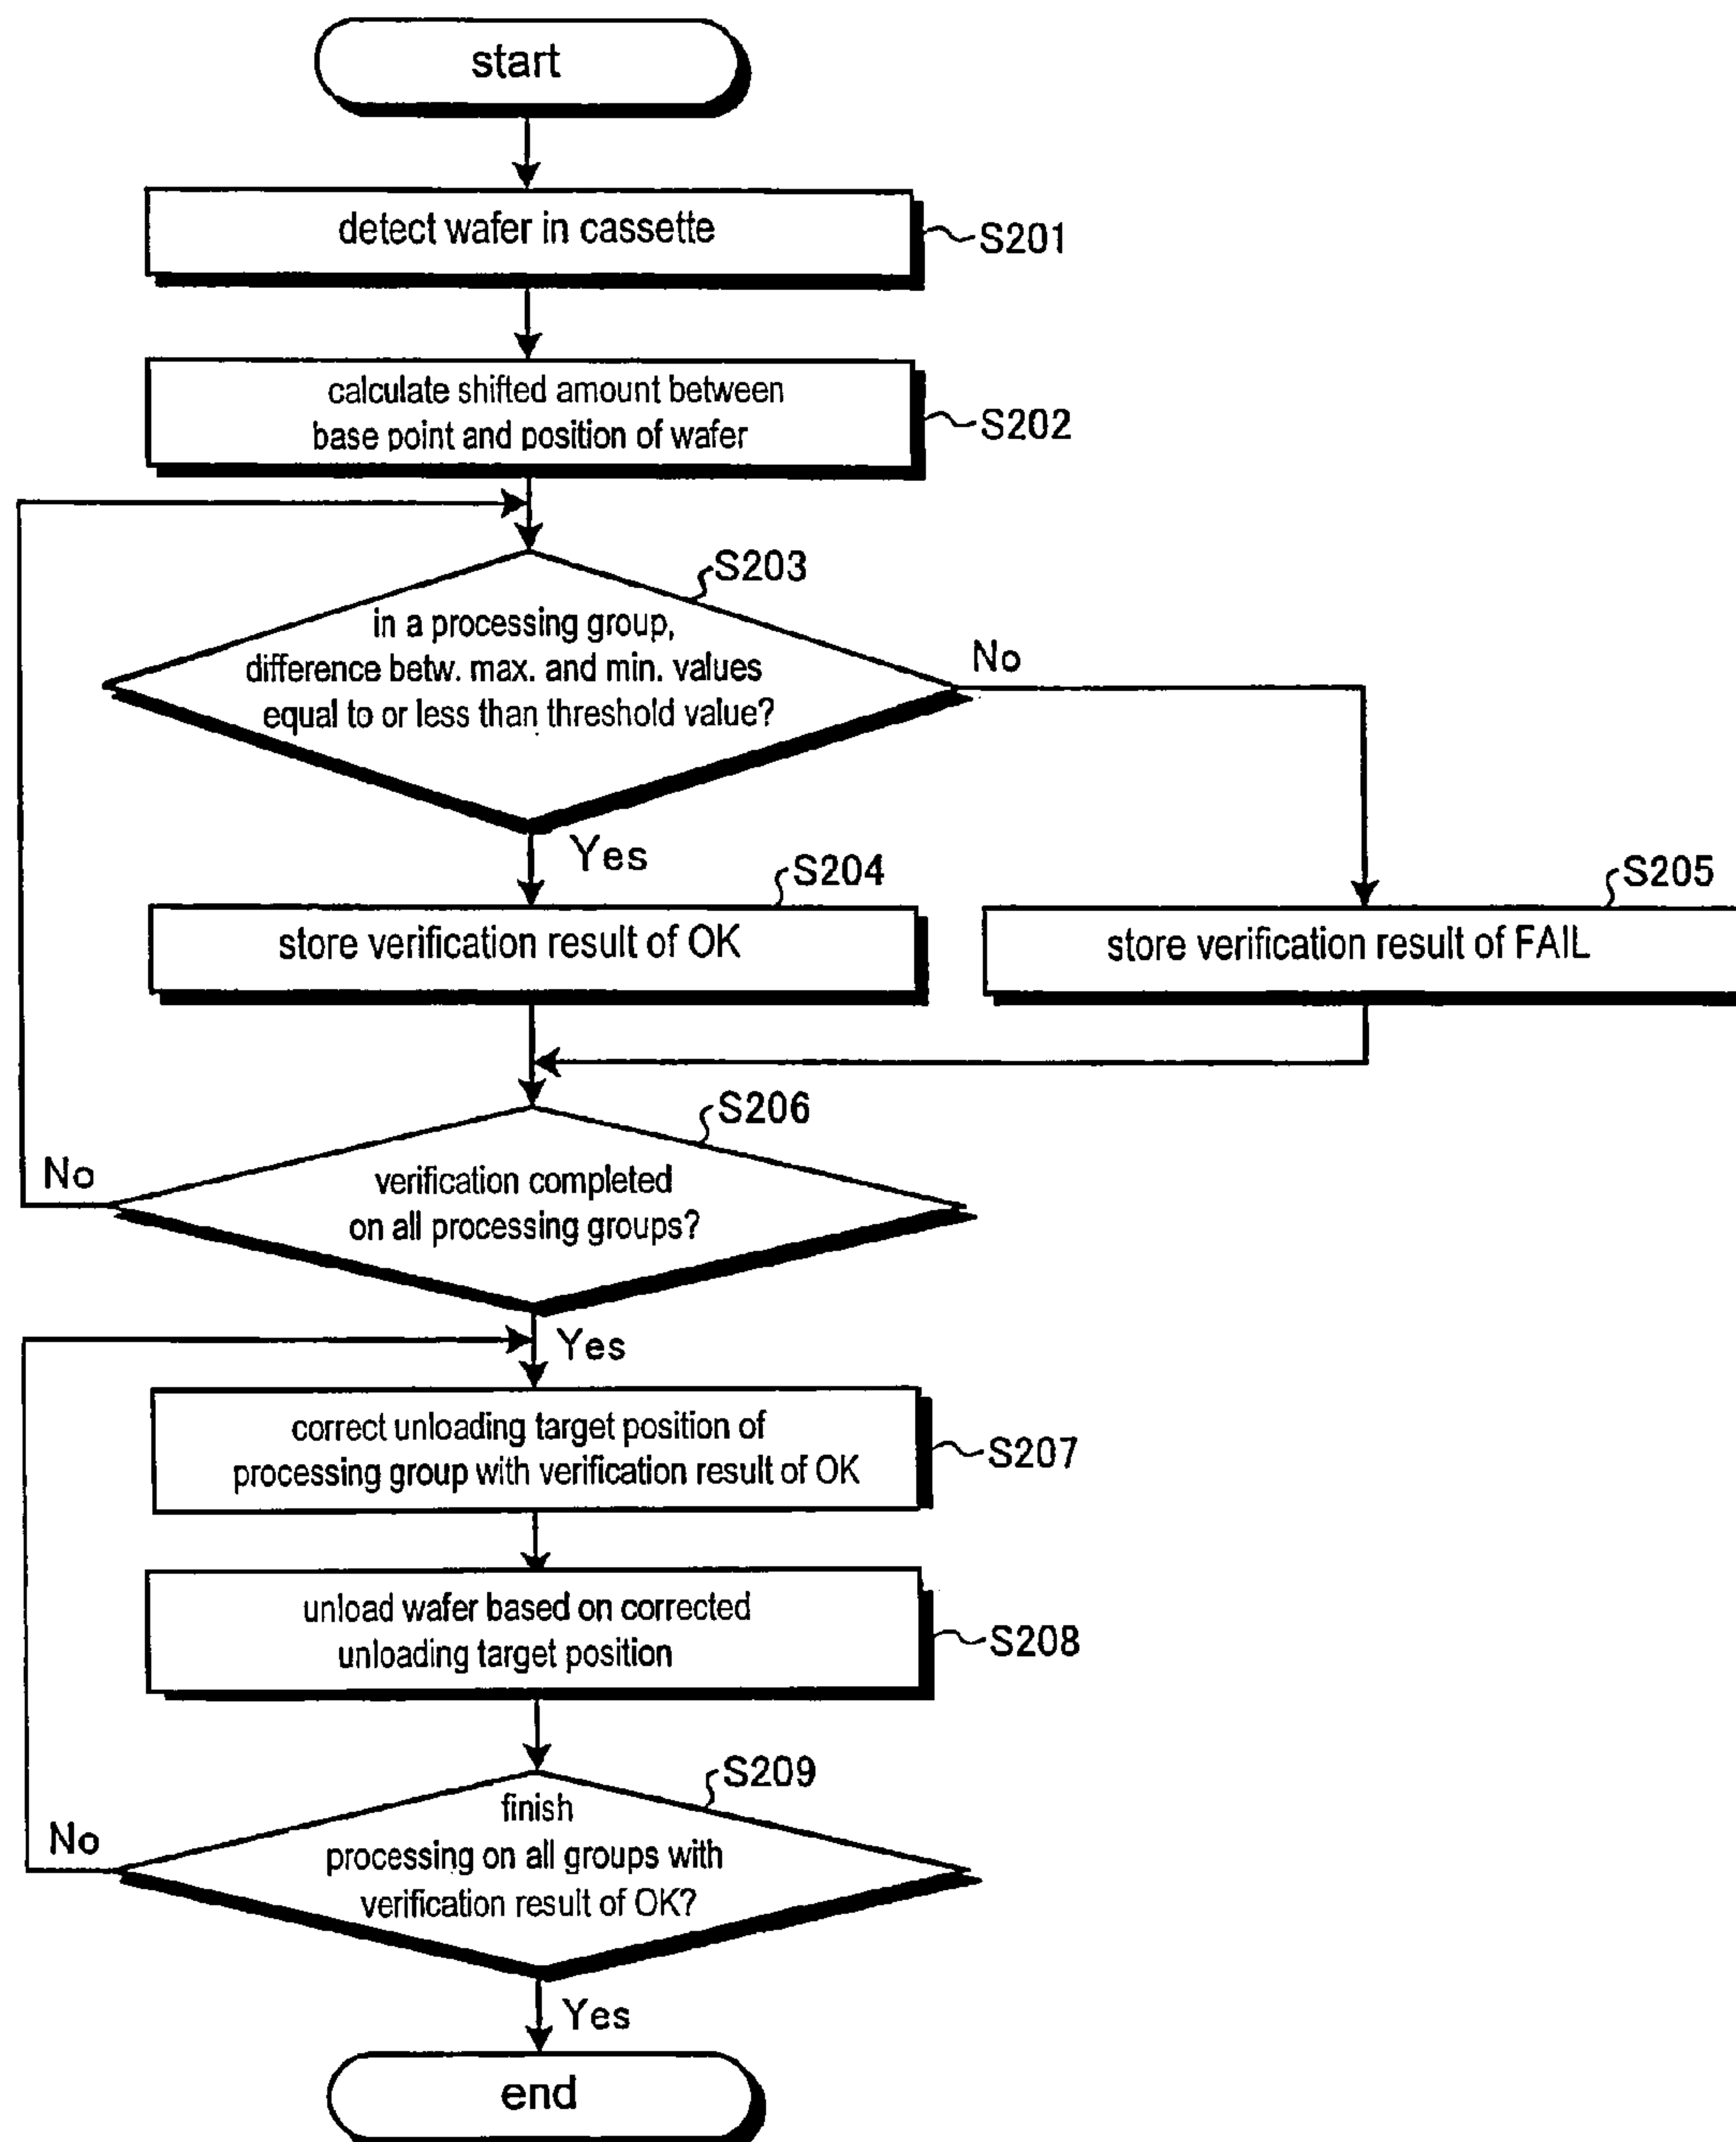 start
detect wafer in cassette
S201
calculate shifted amount between
base point and position of wafer
S202
S203
in a processing group,
difference betw. max. and min. values
equal to or less than threshold value?
No
Yes
S204
store verification result of OK
S205
store verification result of FAIL
S206
verification completed
on all processing groups?
No
Yes
correct unloading target position of
processing group with verification result of OK
S207
unload wafer based on corrected
unloading target position
S208
S209
finish
processing on all groups with
verification result of OK?
No
Yes
end